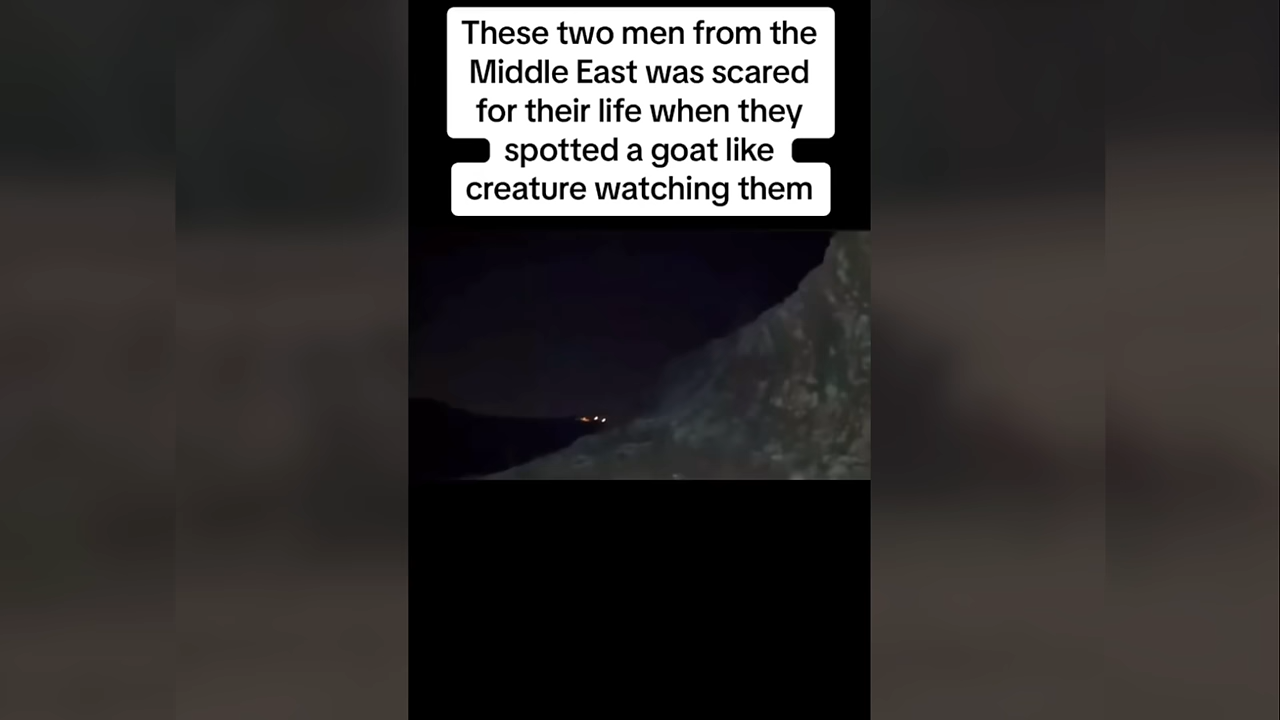 These two men from the
Middle East was scared
for their life when they
spotted a goat like
creature watching them